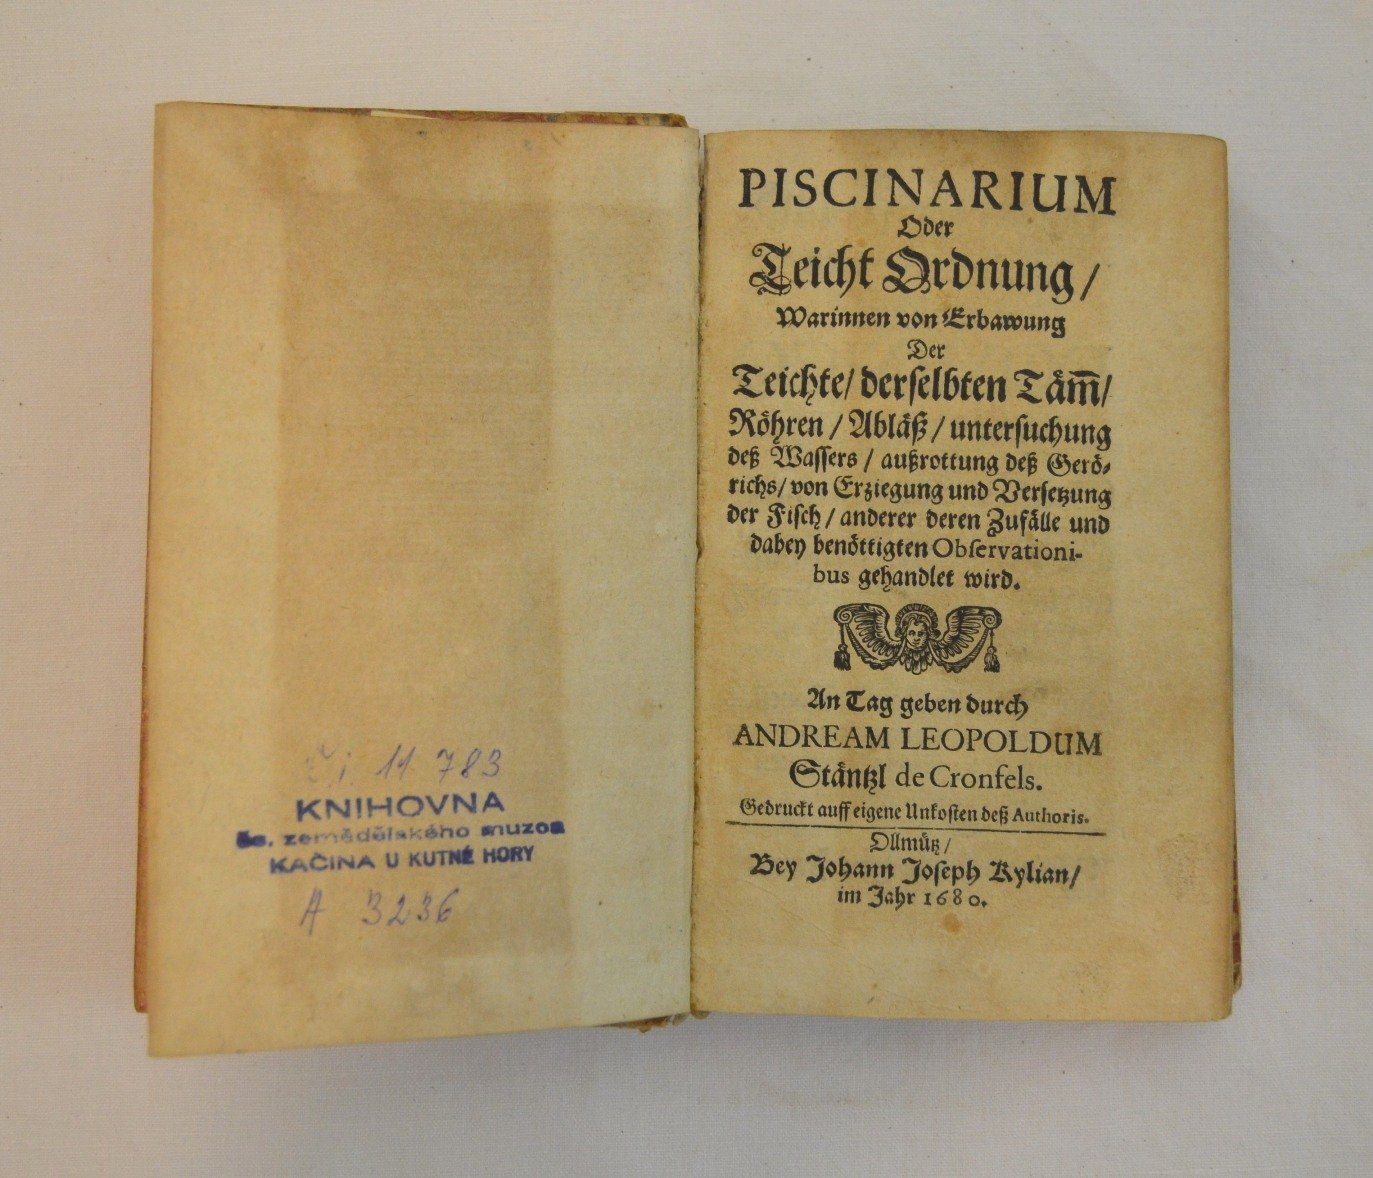 11 783
KNIHOVNA
čs. zemědělského muzea
KAČINA U KUTNÉ HORY
A 3236
PISCINARIUM
Oder
Teicht Ordnung/
Warinnen von Erbawung
Der
Teichte/ derselbten Täm̅/
Röhren / Abläß / untersuchung
deß Wassers / außrottung deß Gerö-
richs/ von Erziegung und Versetzung
der Fisch / anderer deren Zufälle und
dabey benöttigten Observationi-
bus gehandlet wird.
An Tag geben durch
ANDREAM LEOPOLDUM
Stäntzl de Cronfels.
Gedruckt auff eigene Unkosten deß Authoris.
Ollmütz/
Bey Johann Joseph Kylian/
im Jahr 1680.